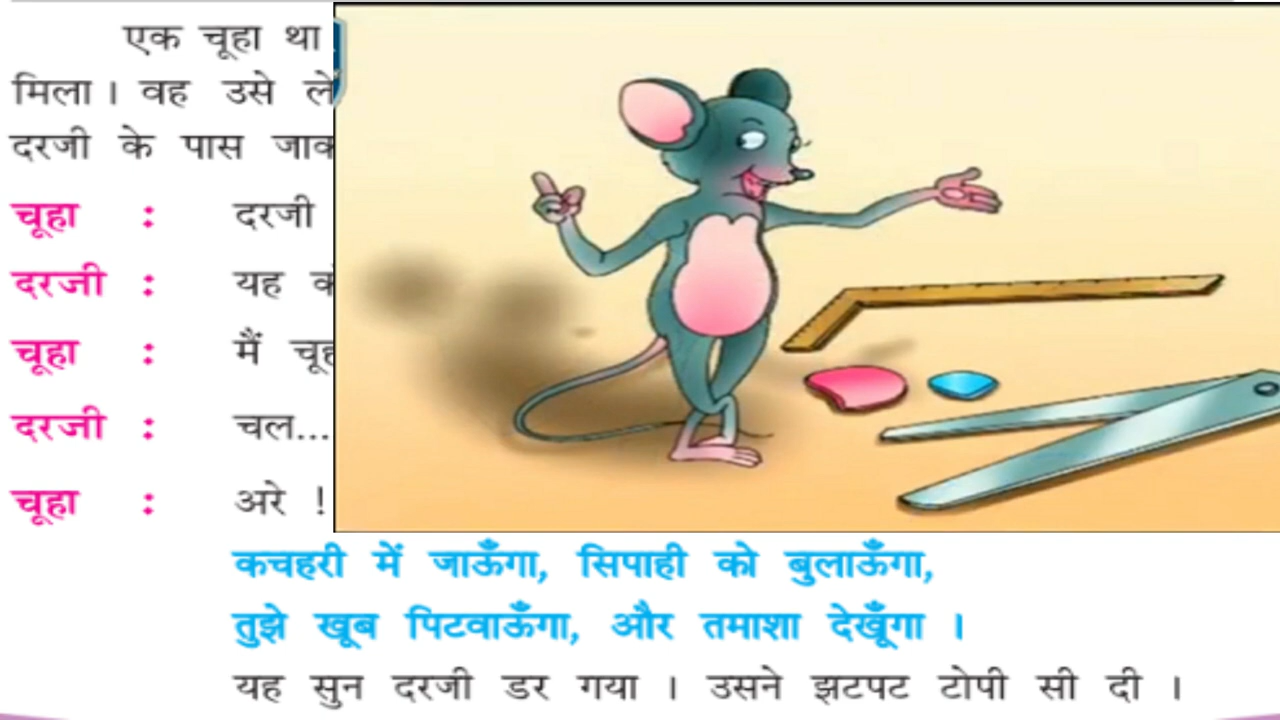 एक चूहा था
मिला । वह उसे
दरजी के पास
चूहा : दरजी
दरजी : यह
चूहा : मैं
दरजी : चल...
चूहा : अरे !
कचहरी में जाऊँगा, सिपाही को बुलाऊँगा,
तुझे खूब पिटवाऊँगा, और तमाशा देखूँगा ।
यह सुन दरजी डर गया । उसने झटपट टोपी सी दी ।